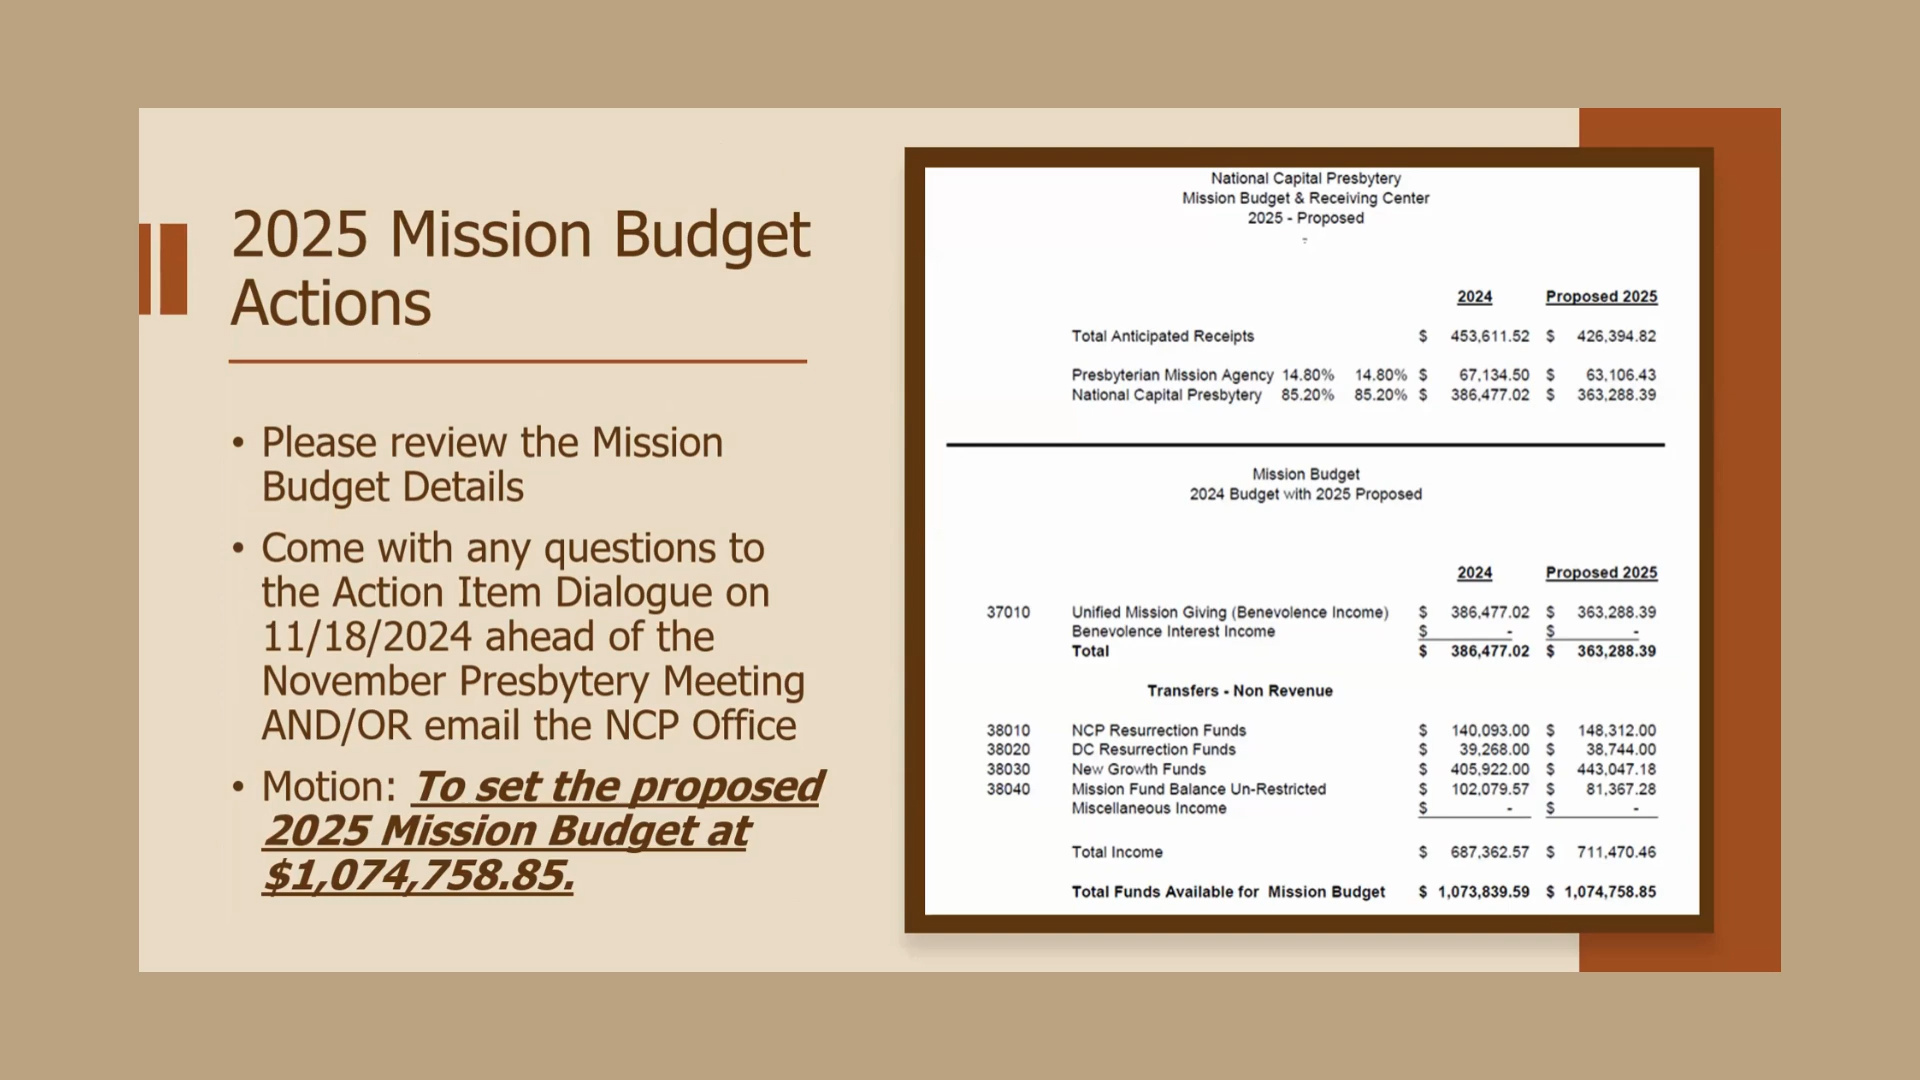 2025 Mission Budget
Actions
• Please review the Mission
Budget Details
• Come with any questions to
the Action Item Dialogue on
11/18/2024 ahead of the
November Presbytery Meeting
AND/OR email the NCP Office
• Motion: To set the proposed
2025 Mission Budget at
$1,074,758.85.
National Capital Presbytery
Mission Budget & Receiving Center
2025 - Proposed
2024 Proposed 2025
Total Anticipated Receipts $ 453,611.52 $ 426,394.82
Presbyterian Mission Agency 14.80% 14.80% $ 67,134.50 $ 63,106.43
National Capital Presbytery 85.20% 85.20% $ 386,477.02 $ 363,288.39
Mission Budget
2024 Budget with 2025 Proposed
2024 Proposed 2025
37010 Unified Mission Giving (Benevolence Income) $ 386,477.02 $ 363,288.39
Benevolence Interest Income $ - $ -
Total $ 386,477.02 $ 363,288.39
Transfers - Non Revenue
38010 NCP Resurrection Funds $ 140,093.00 $ 148,312.00
38020 DC Resurrection Funds $ 39,268.00 $ 38,744.00
38030 New Growth Funds $ 405,922.00 $ 443,047.18
38040 Mission Fund Balance Un-Restricted $ 102,079.57 $ 81,367.28
Miscellaneous Income $ - $ -
Total Income $ 687,362.57 $ 711,470.46
Total Funds Available for Mission Budget $ 1,073,839.59 $ 1,074,758.85